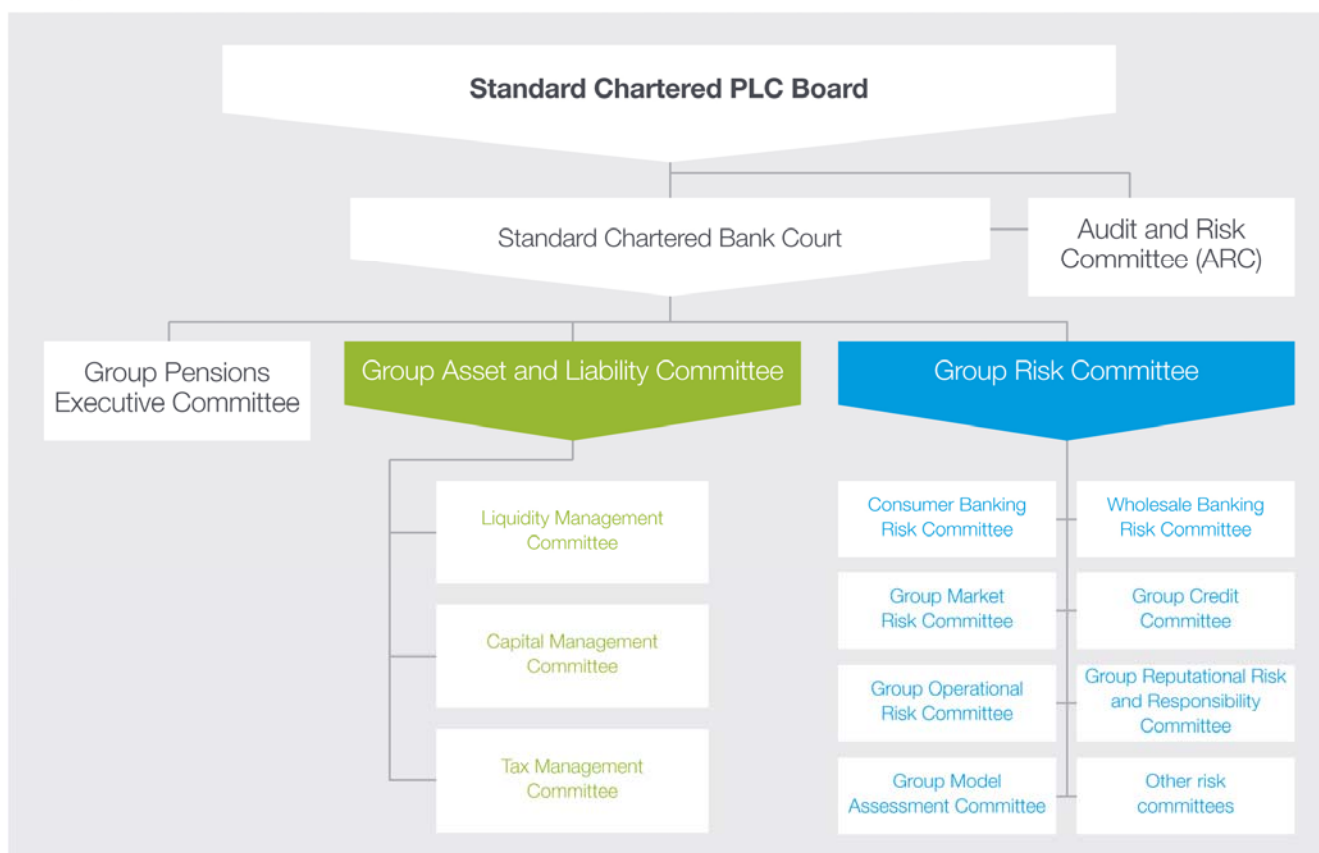 Standard Chartered PLC Board
Standard Chartered Bank Court
Audit and Risk
Committee (ARC)
Group Pensions
Executive Committee
Group Asset and Liability Committee
Group Risk Committee
Liquidity Management
Committee
Capital Management
Committee
Tax Management
Committee
Consumer Banking
Risk Committee
Wholesale Banking
Risk Committee
Group Market
Risk Committee
Group Credit
Committee
Group Operational
Risk Committee
Group Reputational Risk
and Responsibility
Committee
Group Model
Assessment Committee
Other risk
committees